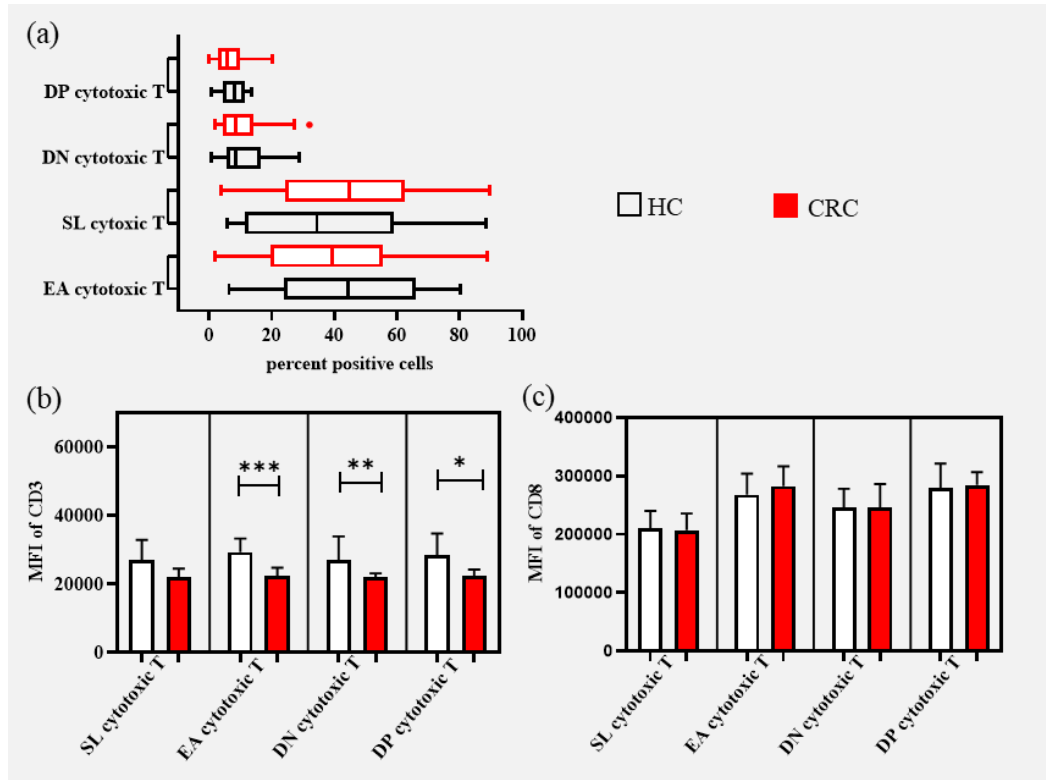 (a)
DP cytotoxic T
DN cytotoxic T
SL cytoxic T
EA cytotoxic T
0 20 40 60 80 100
percent positive cells
HC CRC
(b)
MFI of CD3
60000
40000
20000
0
*** ** *
SL cytotoxic T
EA cytotoxic T
DN cytotoxic T
DP cytotoxic T
(c)
MFI of CD8
400000
300000
200000
100000
0
SL cytotoxic T
EA cytotoxic T
DN cytotoxic T
DP cytotoxic T